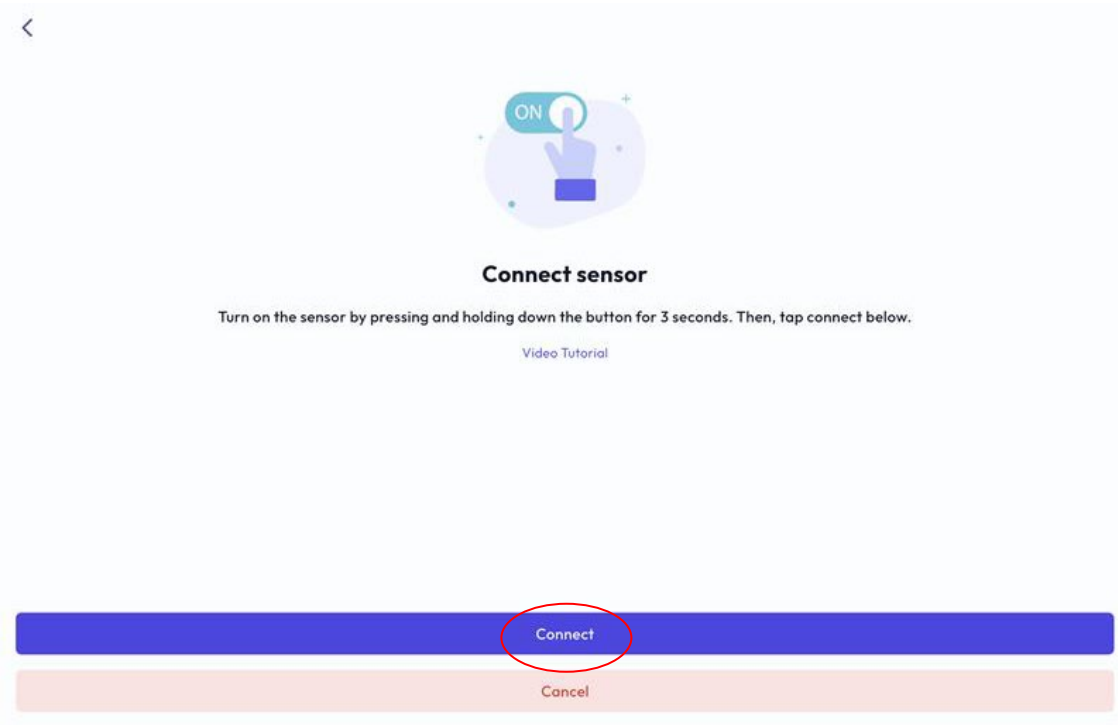 ON
Connect sensor
Turn on the sensor by pressing and holding down the button for 3 seconds. Then, tap connect below.
Video Tutorial
Connect
Cancel